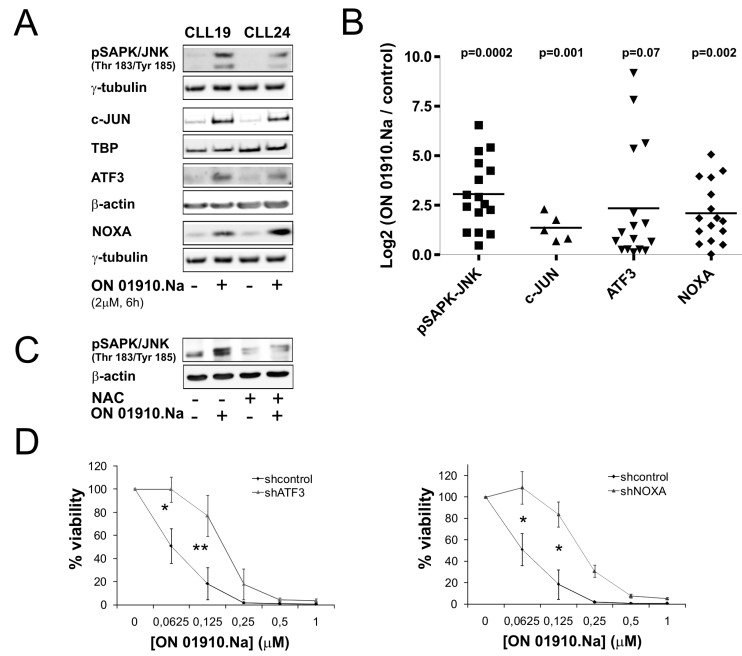 A
CLL19 CLL24
pSAPK/JNK
(Thr 183/Tyr 185)
γ-tubulin
c-JUN
TBP
ATF3
β-actin
NOXA
γ-tubulin
ON 01910.Na - + - +
(2μM, 6h)
B
p=0.0002 p=0.001 p=0.07 p=0.002
Log2 (ON 01910.Na / control)
10.0
7.5
5.0
2.5
0.0
pSAPK-JNK
c-JUN
ATF3
NOXA
C
pSAPK/JNK
(Thr 183/Tyr 185)
β-actin
NAC - - + +
ON 01910.Na - + - +
D
% viability
120
100
80
60
40
20
0
shcontrol
shATF3
*
**
0 0,0625 0,125 0,25 0,5 1
[ON 01910.Na] (μM)
% viability
120
100
80
60
40
20
0
shcontrol
shNOXA
*
*
0 0,0625 0,125 0,25 0,5 1
[ON 01910.Na] (μM)